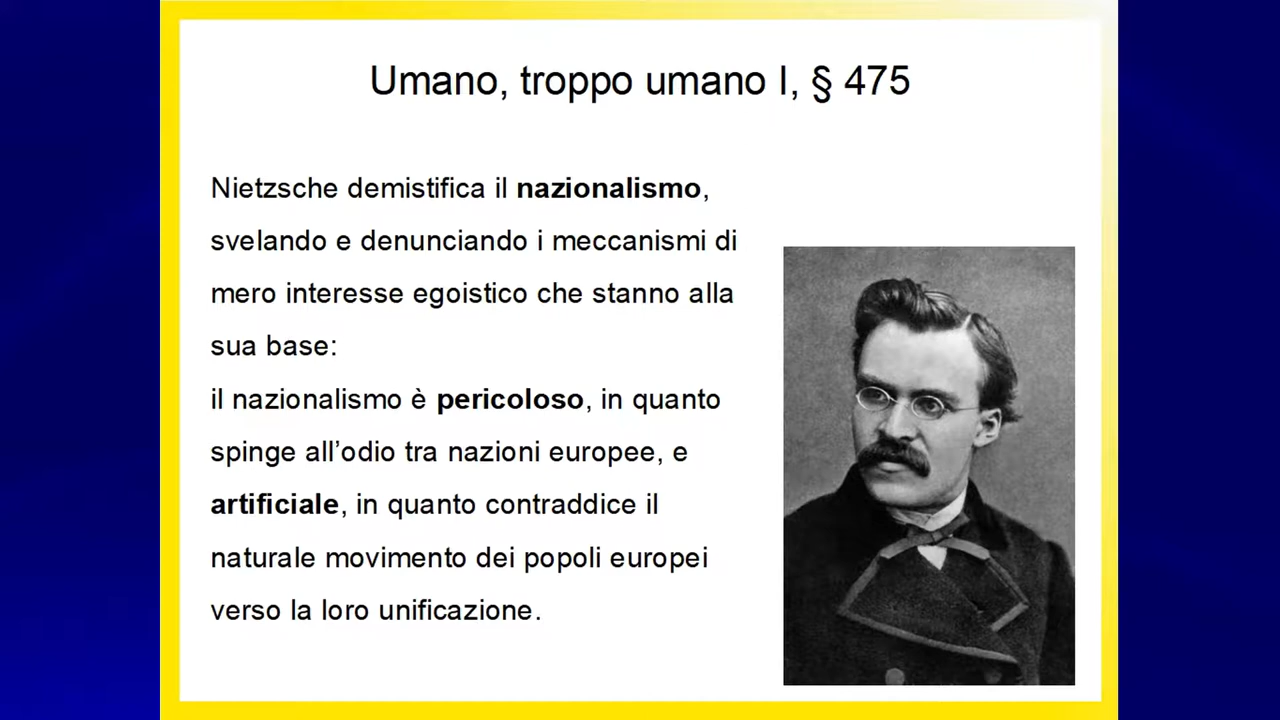 Umano, troppo umano I, § 475
Nietzsche demistifica il nazionalismo,
svelando e denunciando i meccanismi di
mero interesse egoistico che stanno alla
sua base:
il nazionalismo è pericoloso, in quanto
spinge all’odio tra nazioni europee, e
artificiale, in quanto contraddice il
naturale movimento dei popoli europei
verso la loro unificazione.